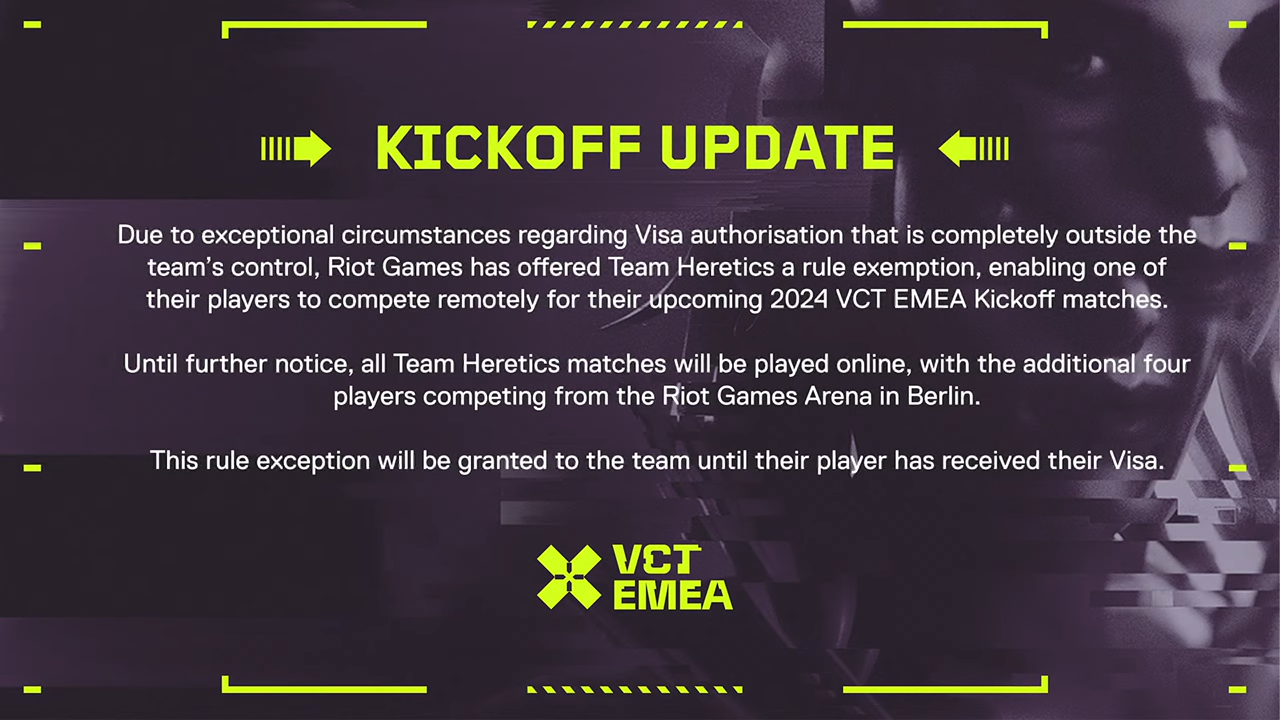 KICKOFF UPDATE
Due to exceptional circumstances regarding Visa authorisation that is completely outside the
team's control, Riot Games has offered Team Heretics a rule exemption, enabling one of
their players to compete remotely for their upcoming 2024 VCT EMEA Kickoff matches.
Until further notice, all Team Heretics matches will be played online, with the additional four
players competing from the Riot Games Arena in Berlin.
This rule exception will be granted to the team until their player has received their Visa.
VCT
EMEA